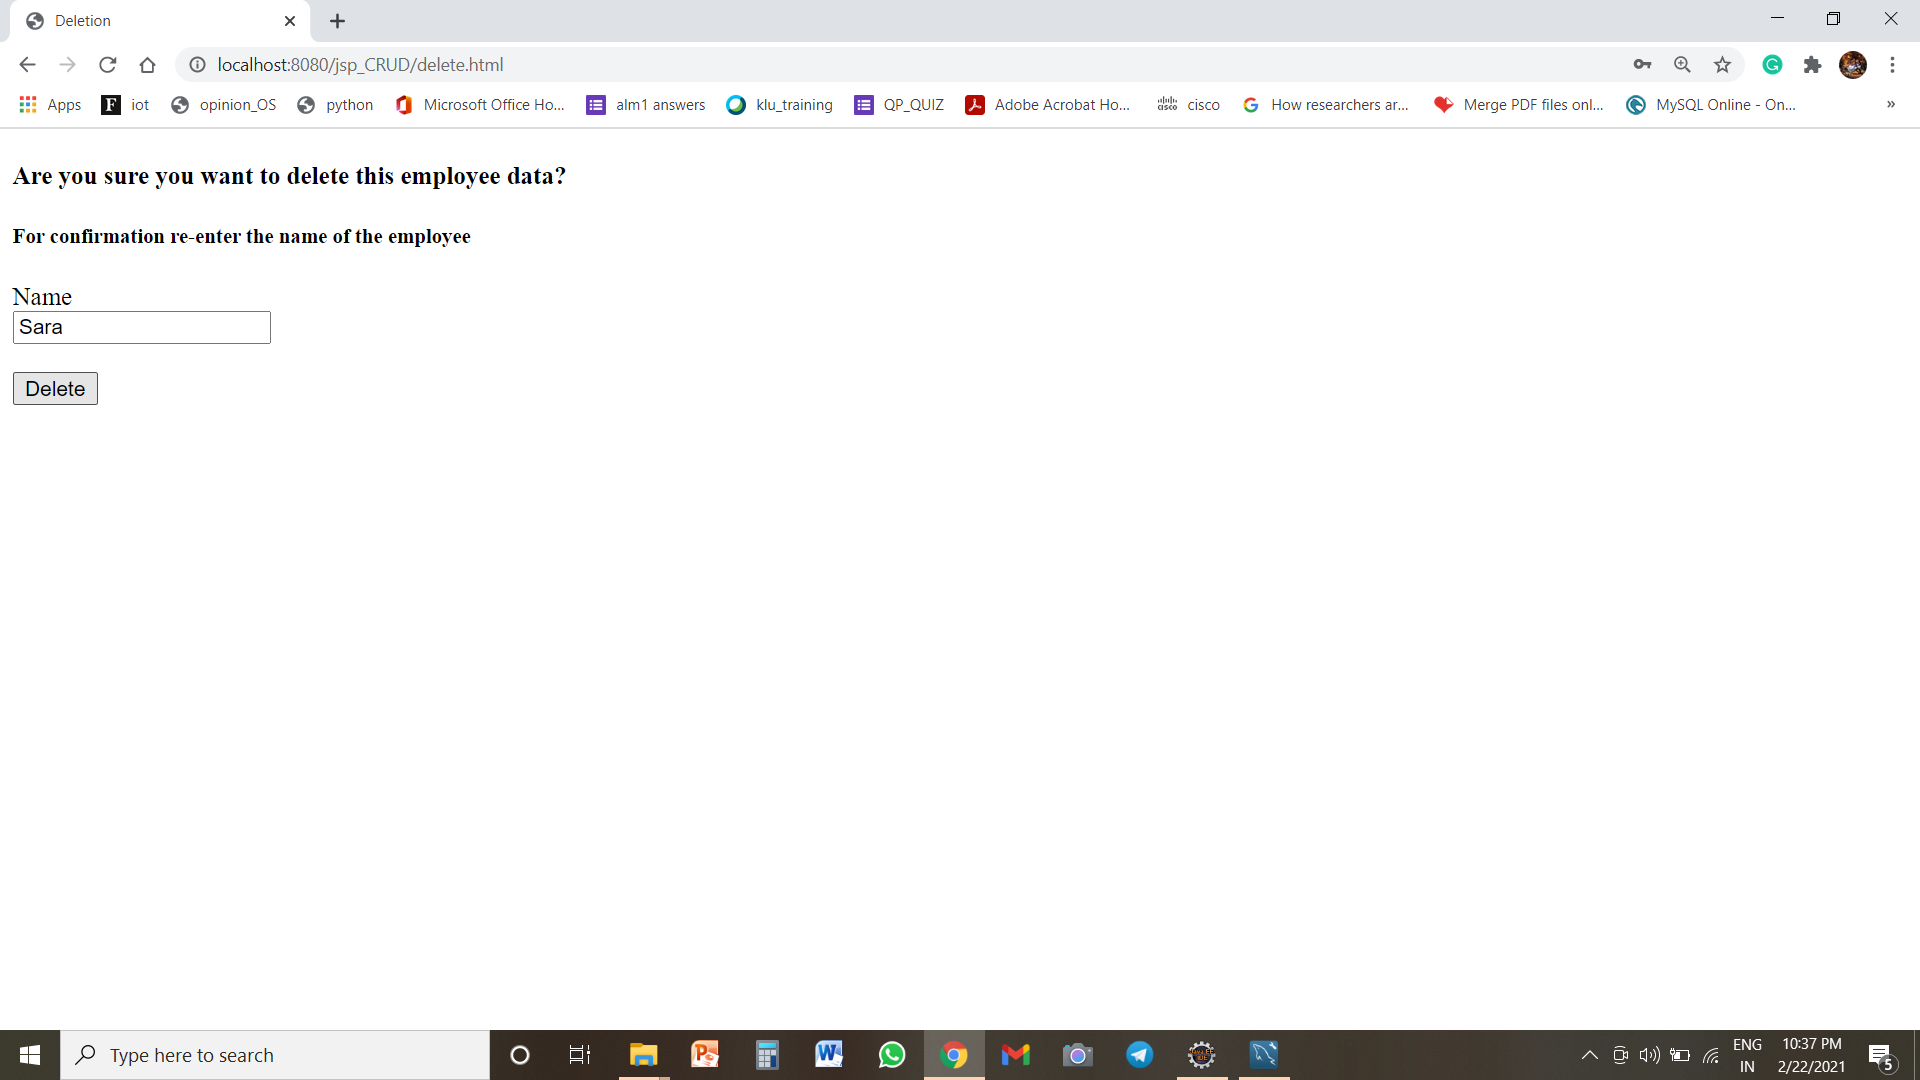 Deletion
localhost:8080/jsp_CRUD/delete.html
Apps F iot opinion_OS python Microsoft Office Ho... alm1 answers klu_training QP_QUIZ Adobe Acrobat Ho... cisco cisco G How researchers ar... Merge PDF files onl... MySQL Online - On... »
Are you sure you want to delete this employee data?
For confirmation re-enter the name of the employee
Name
Sara
Delete
Type here to search
ENG
IN
10:37 PM
2/22/2021
5